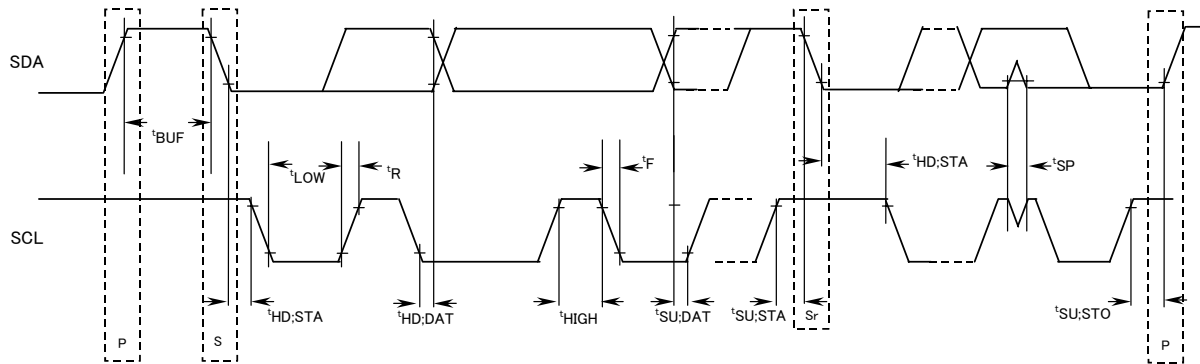 SDA
tBUF
tLOW
tR
tF
tHD;STA
tSP
SCL
tHD;STA
tHD;DAT
tHIGH
tSU;DAT
tSU;STA
Sr
tSU;STO
P
S
P